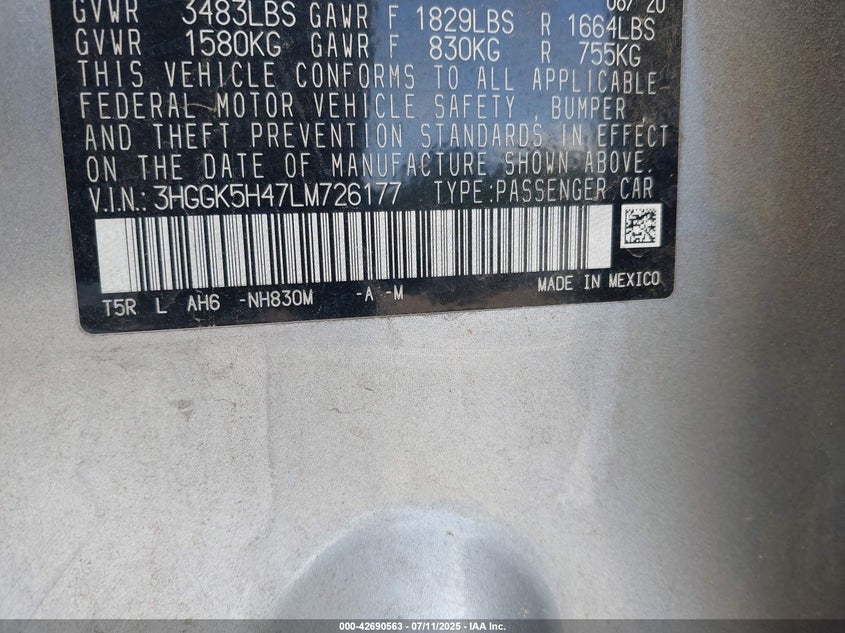 GVWR 3483LBS GAWR F 1829LBS R 1664LBS
GVWR 1580KG GAWR F 830KG R 755KG
THIS VEHICLE CONFORMS TO ALL APPLICABLE
FEDERAL MOTOR VEHICLE SAFETY, BUMPER,
AND THEFT PREVENTION STANDARDS IN EFFECT
ON THE DATE OF MANUFACTURE SHOWN ABOVE.
V.I.N.: 3HGGK5H47LM726177 TYPE:PASSENGER CAR
T5R L AH6 -NH830M -A -M MADE IN MEXICO
000-42690563 - 07/11/2025 - IAA Inc.